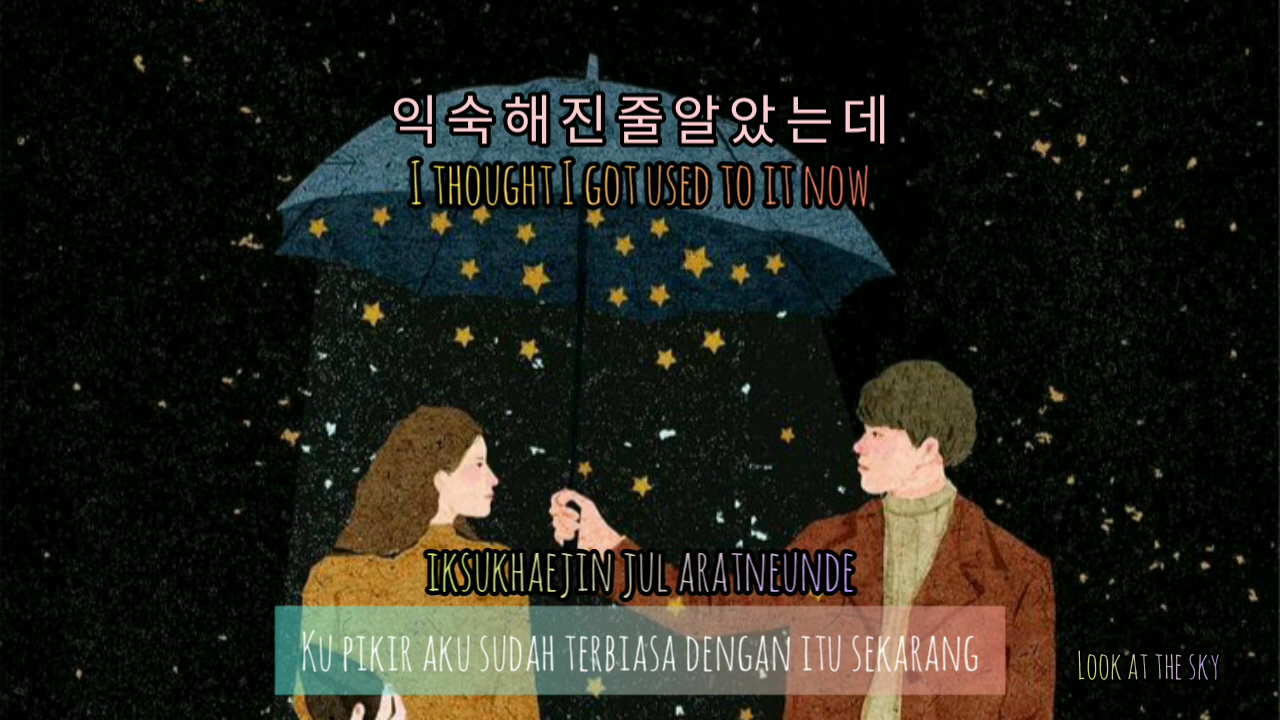 익숙해진줄알았는데
I thought I got used to it now
iksukhaejin jul aratneunde
Ku pikir aku sudah terbiasa dengan itu sekarang
Look at the sky